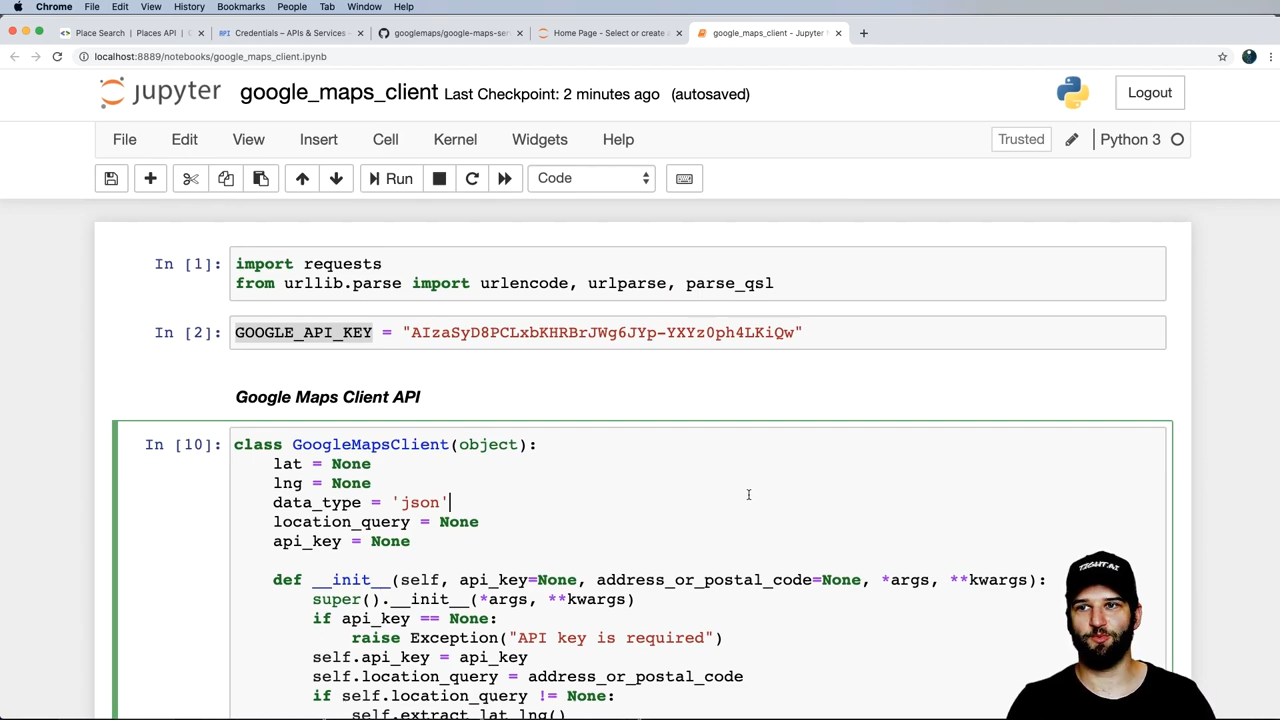 Chrome File Edit View History Bookmarks People Tab Window Help
Place Search | Places API | Credentials – APIs & Services - googlemaps/google-maps-ser Home Page - Select or create a google_maps_client - Jupyter
localhost:8889/notebooks/google_maps_client.ipynb
jupyter google_maps_client Last Checkpoint: 2 minutes ago (autosaved) Logout
File Edit View Insert Cell Kernel Widgets Help Trusted Python 3
Run Code
In [1]: import requests
from urllib.parse import urlencode, urlparse, parse_qsl
In [2]: GOOGLE_API_KEY = "AIzaSyD8PCLxbKHRBrJWg6JYp-YXYz0ph4LKiQw"
Google Maps Client API
In [10]: class GoogleMapsClient(object):
lat = None
lng = None
data_type = 'json'
location_query = None
api_key = None
def __init__(self, api_key=None, address_or_postal_code=None, *args, **kwargs):
super().__init__(*args, **kwargs)
if api_key == None:
raise Exception("API key is required")
self.api_key = api_key
self.location_query = address_or_postal_code
if self.location_query != None:
self.extract_lat_lng()